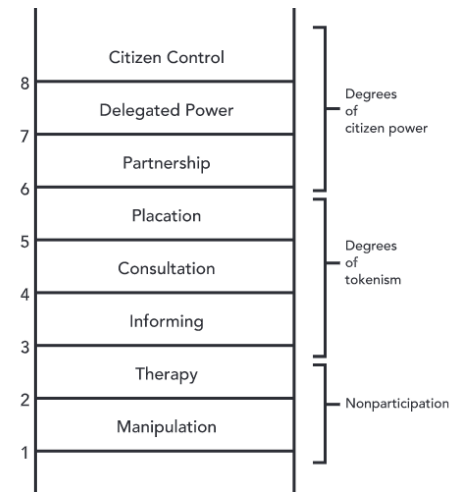 Citizen Control
8
Delegated Power
7
Partnership
6
Placation
5
Consultation
4
Informing
3
Therapy
2
Manipulation
1
Degrees
of
citizen power
Degrees
of
tokenism
Nonparticipation